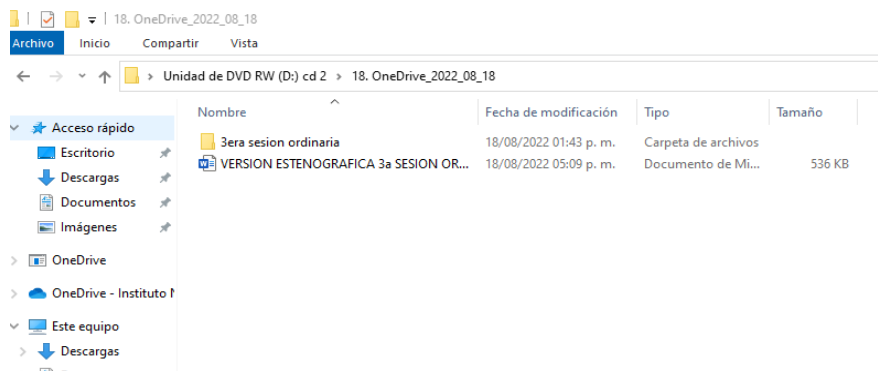 18. OneDrive_2022_08_18
Archivo Inicio Compartir Vista
Unidad de DVD RW (D:) cd 2 › 18. OneDrive_2022_08_18
Nombre Fecha de modificación Tipo Tamaño
Acceso rápido
3era sesion ordinaria 18/08/2022 01:43 p. m. Carpeta de archivos
Escritorio
VERSION ESTENOGRAFICA 3a SESION OR... 18/08/2022 05:09 p. m. Documento de Mi... 536 KB
Descargas
Documentos
Imágenes
OneDrive
OneDrive - Instituto
Este equipo
Descargas